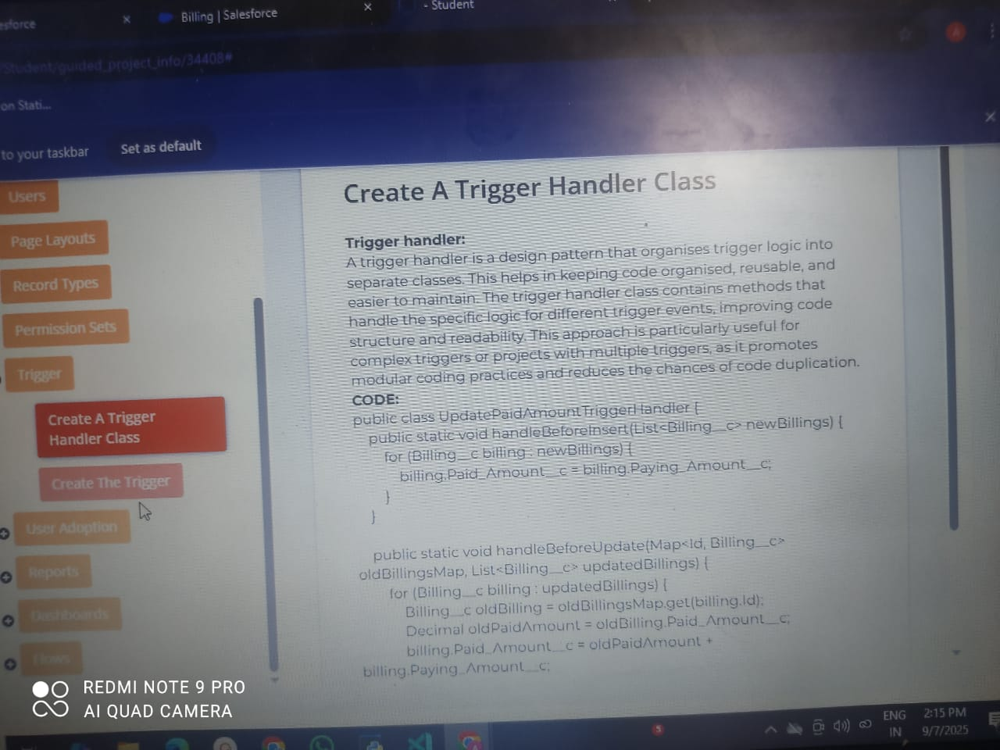 esforce
Billing | Salesforce
- Student
/Student/guided_project_info/34408#
on Stati...
to your taskbar
Set as default
Users
Page Layouts
Record Types
Permission Sets
Trigger
Create A Trigger
Handler Class
Create The Trigger
User Adoption
Reports
Dashboards
Flows
Create A Trigger Handler Class
Trigger handler:
A trigger handler is a design pattern that organises trigger logic into
separate classes. This helps in keeping code organised, reusable, and
easier to maintain. The trigger handler class contains methods that
handle the specific logic for different trigger events, improving code
structure and readability. This approach is particularly useful for
complex triggers or projects with multiple triggers, as it promotes
modular coding practices and reduces the chances of code duplication.
CODE:
public class UpdatePaidAmountTriggerHandler {
public static void handleBeforeInsert(List<Billing__c> newBillings) {
for (Billing__c billing : newBillings) {
billing.Paid_Amount__c = billing.Paying_Amount__c;
}
}
public static void handleBeforeUpdate(Map<Id, Billing__c>
oldBillingsMap, List<Billing__c> updatedBillings) {
for (Billing__c billing : updatedBillings) {
Billing__c oldBilling = oldBillingsMap.get(billing.Id);
Decimal oldPaidAmount = oldBilling.Paid_Amount__c;
billing.Paid_Amount__c = oldPaidAmount +
billing.Paying_Amount__c;
REDMI NOTE 9 PRO
AI QUAD CAMERA
5
ENG
IN
2:15 PM
9/7/2025